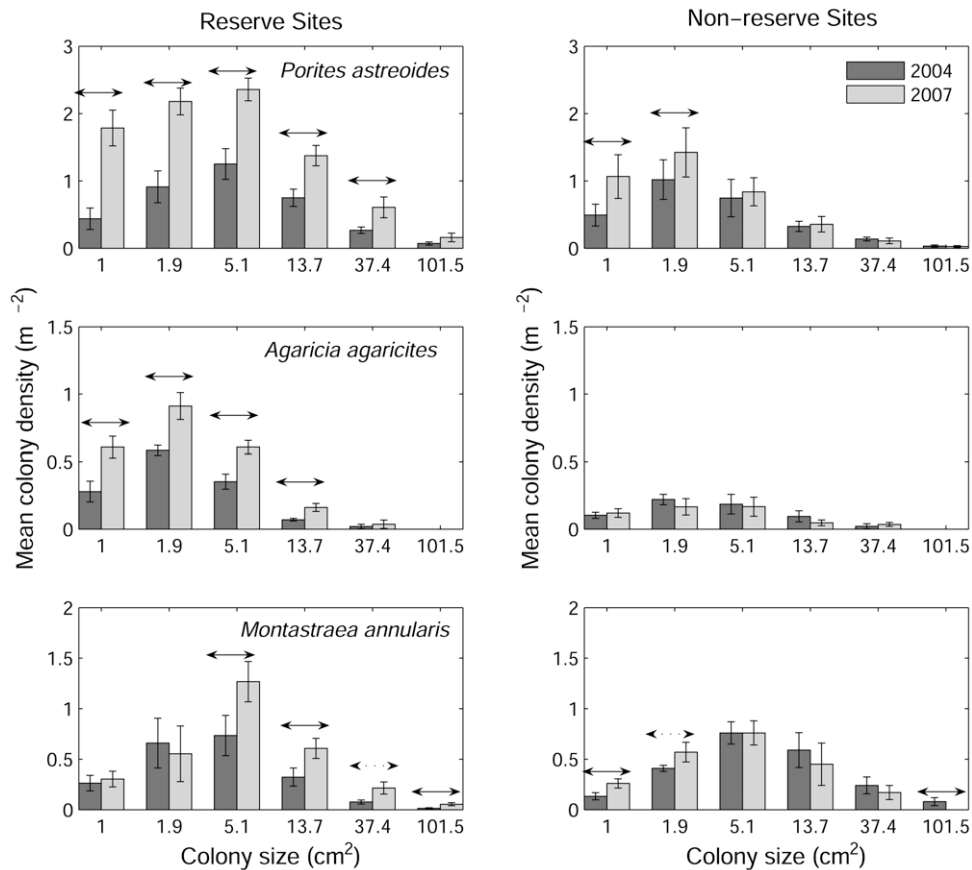 Reserve Sites
Non-reserve Sites
3
2
1
0
Porites astreoides
1 1.9 5.1 13.7 37.4 101.5
3
2
1
0
2004
2007
1 1.9 5.1 13.7 37.4 101.5
Mean colony density (m⁻²)
1.5
1
0.5
0
Agaricia agaricites
1 1.9 5.1 13.7 37.4 101.5
Mean colony density (m⁻²)
1.5
1
0.5
0
1 1.9 5.1 13.7 37.4 101.5
2
1.5
1
0.5
0
Montastraea annularis
1 1.9 5.1 13.7 37.4 101.5
Colony size (cm²)
2
1.5
1
0.5
0
1 1.9 5.1 13.7 37.4 101.5
Colony size (cm²)